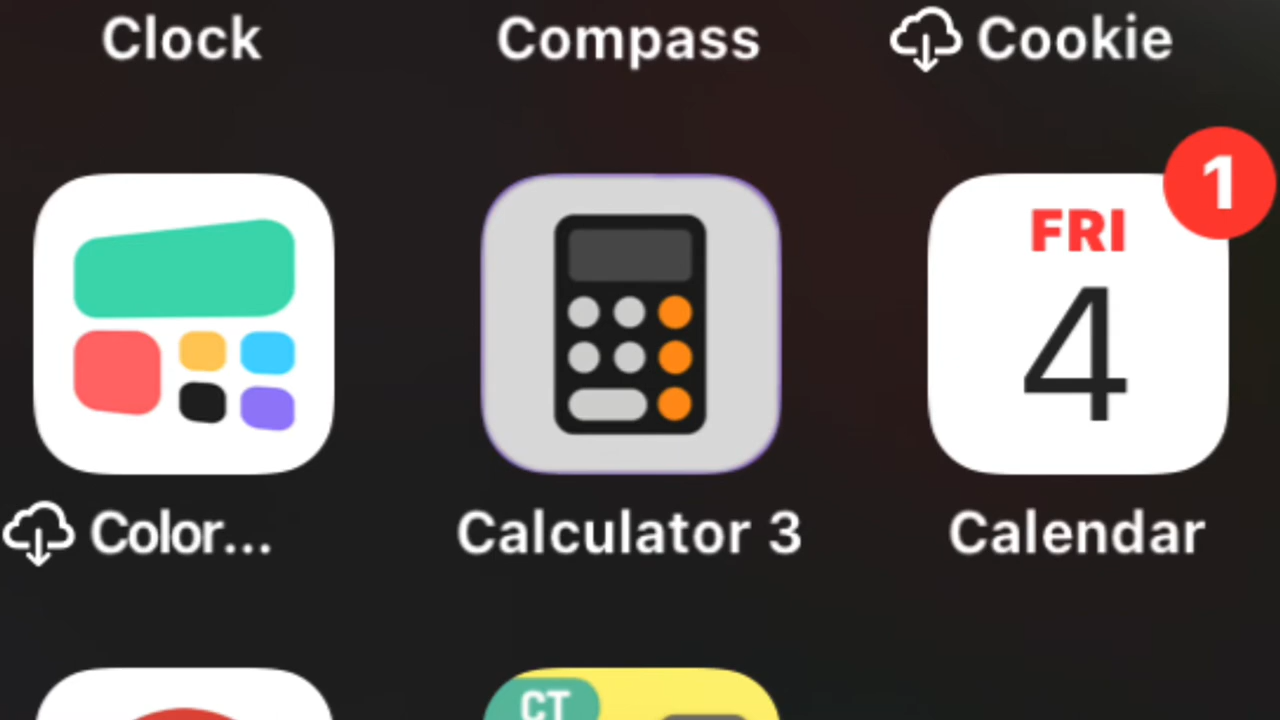 Clock
Compass
Cookie
1
FRI
4
Color...
Calculator 3
Calendar
CT